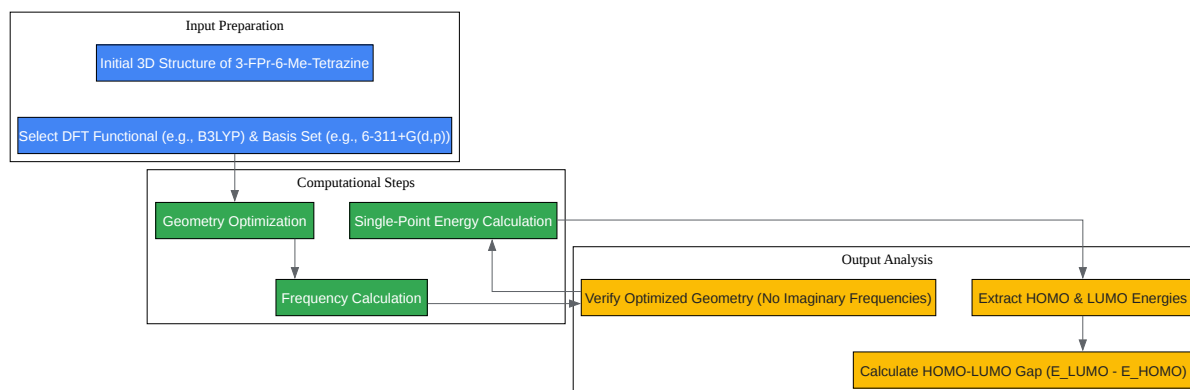 Input Preparation
Initial 3D Structure of 3-FPr-6-Me-Tetrazine
Select DFT Functional (e.g., B3LYP) & Basis Set (e.g., 6-311+G(d,p))
Computational Steps
Geometry Optimization
Single-Point Energy Calculation
Frequency Calculation
Output Analysis
Verify Optimized Geometry (No Imaginary Frequencies)
Extract HOMO & LUMO Energies
Calculate HOMO-LUMO Gap (E_LUMO - E_HOMO)